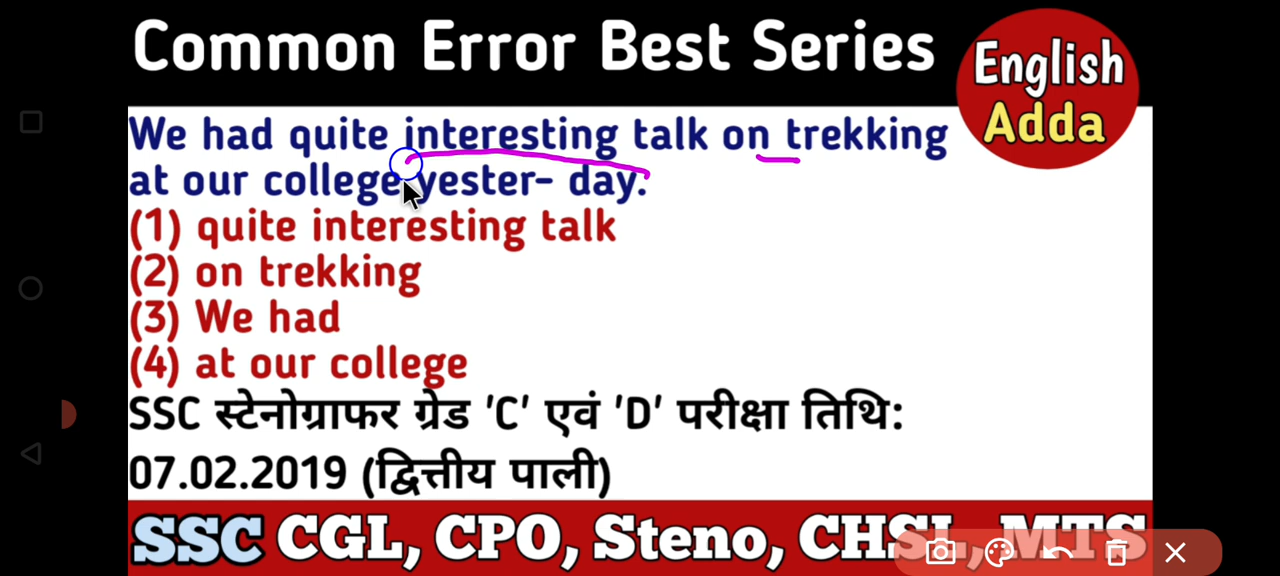 Common Error Best Series
English
Adda
We had quite interesting talk on trekking
at our college yester- day.
(1) quite interesting talk
(2) on trekking
(3) We had
(4) at our college
SSC स्टेनोग्राफर ग्रेड 'C' एवं 'D' परीक्षा तिथि:
07.02.2019 (द्वित्तीय पाली)
SSC CGL, CPO, Steno, CHSL, MTS